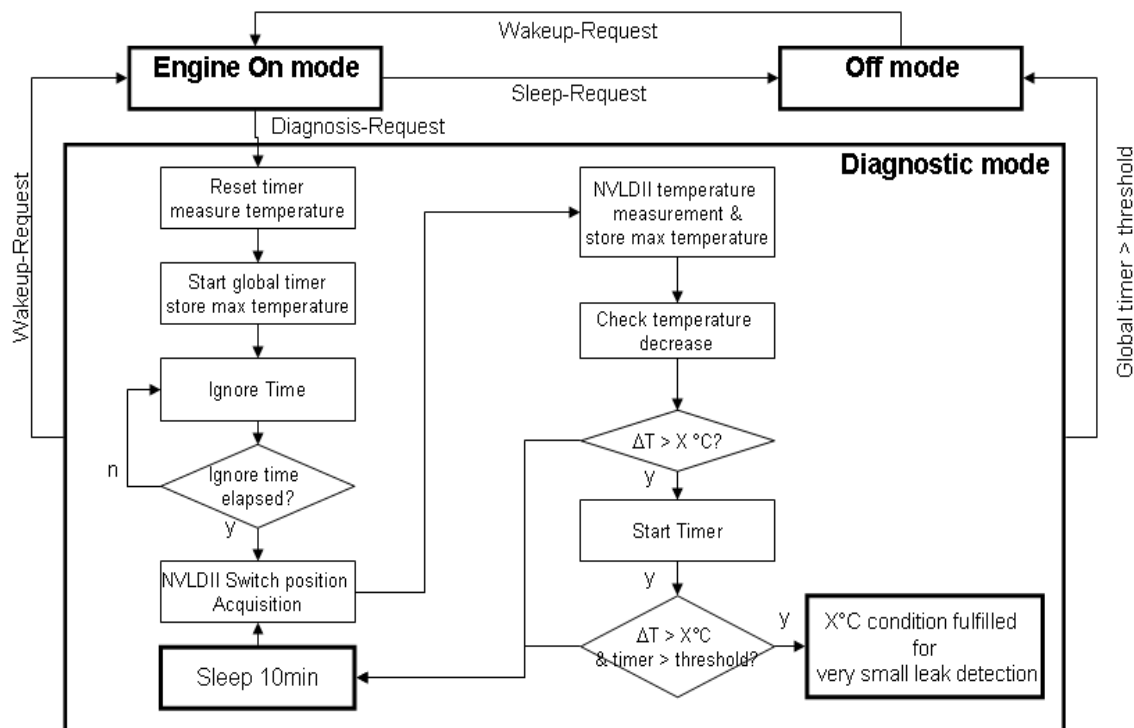 Wakeup-Request
Engine On mode
Off mode
Sleep-Request
Diagnosis-Request
Diagnostic mode
Wakeup-Request
Global timer > threshold
Reset timer
measure temperature
Start global timer
store max temperature
Ignore Time
n
Ignore time
elapsed?
y
NVLDII Switch position
Acquisition
Sleep 10min
NVLDII temperature
measurement &
store max temperature
Check temperature
decrease
ΔT > X °C?
y
Start Timer
y
ΔT > X°C
& timer > threshold?
y
X°C condition fulfilled
for
very small leak detection